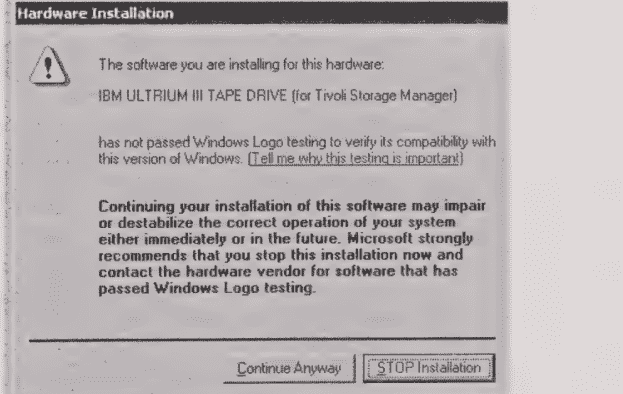 Hardware Installation
The software you are installing for this hardware:
IBM ULTRIUM III TAPE DRIVE (for Tivoli Storage Manager)
has not passed Windows Logo testing to verify its compatibility with
this version of Windows. (Tell me why this testing is important)
Continuing your installation of this software may impair
or destabilize the correct operation of your system
either immediately or in the future. Microsoft strongly
recommends that you stop this installation now and
contact the hardware vendor for software that has
passed Windows Logo testing.
Continue Anyway
STOP Installation